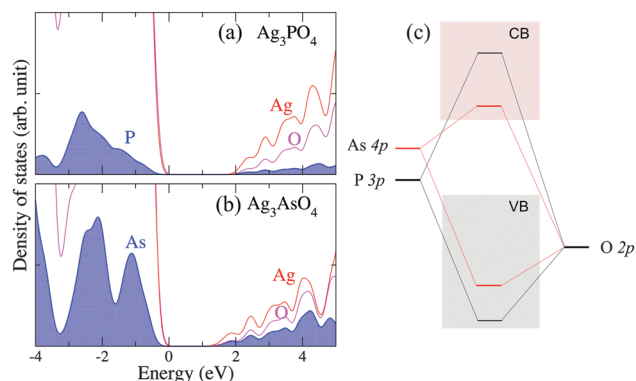 Density of states (arb. unit)
(a) Ag3PO4
P
Ag
O
(b) Ag3AsO4
As
Ag
O
-4 -2 0 2 4
Energy (eV)
(c)
CB
As 4p
P 3p
VB
O 2p